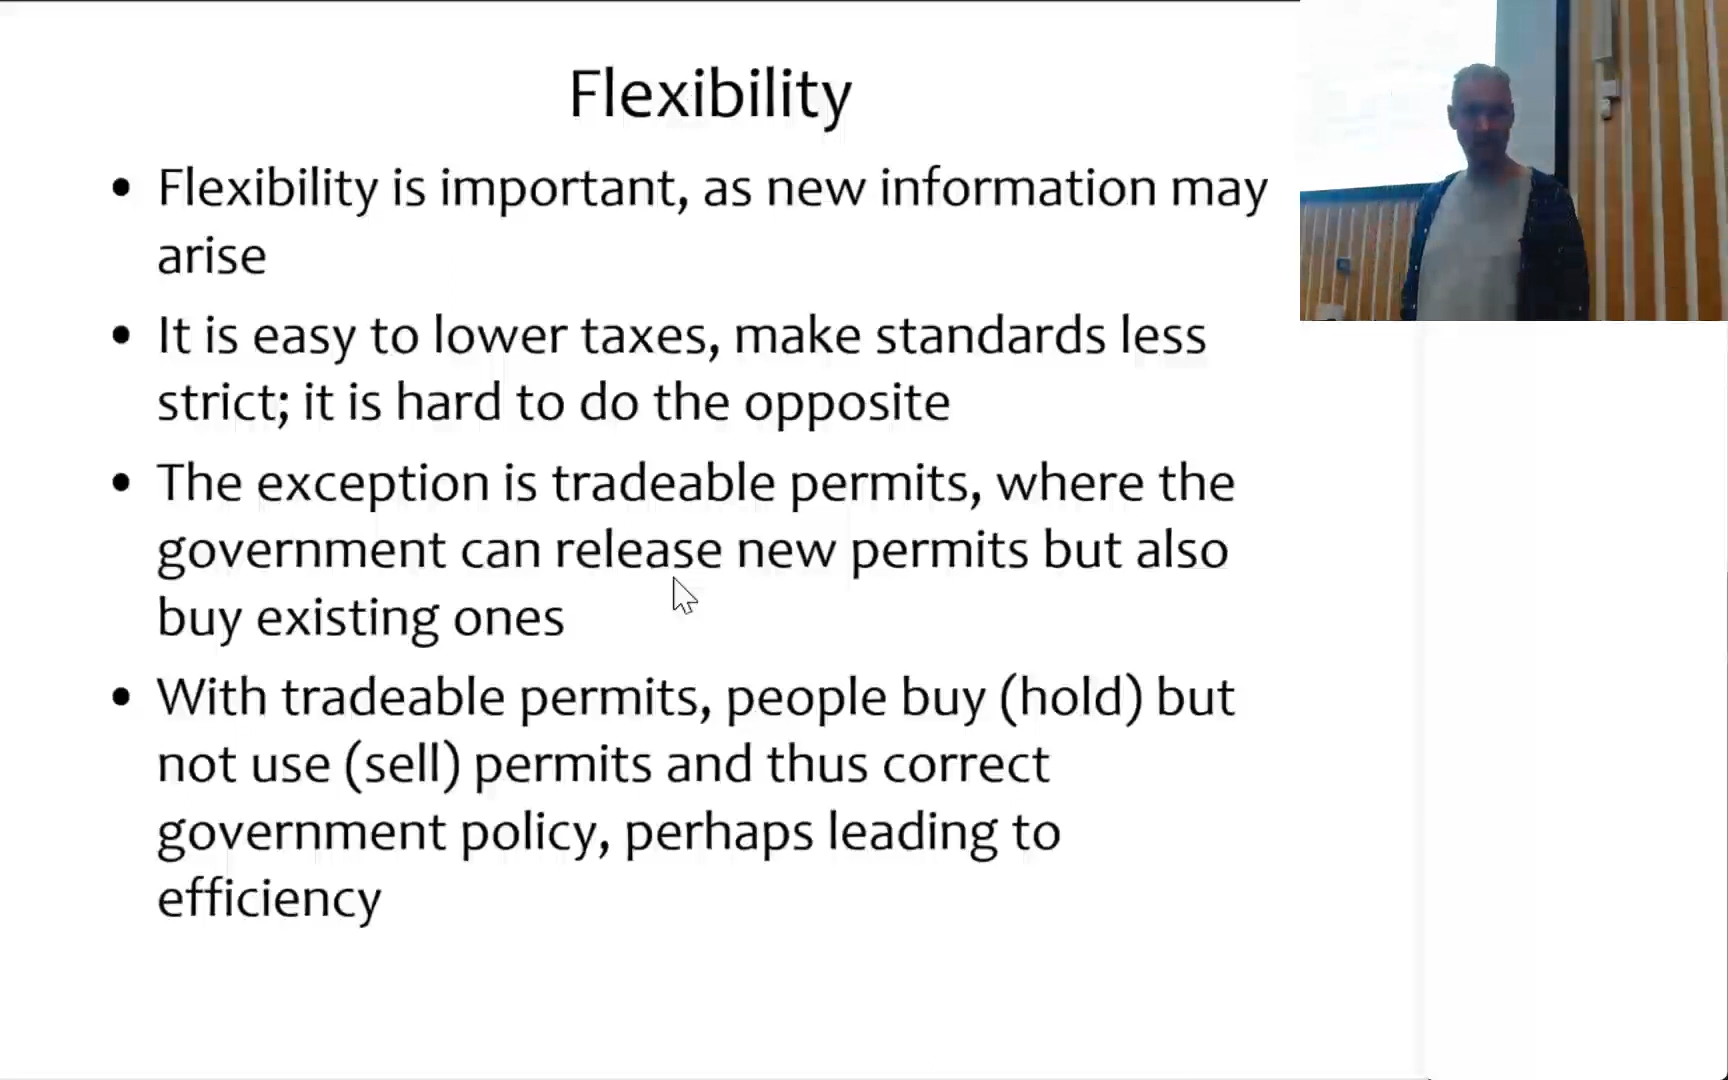 Flexibility
• Flexibility is important, as new information may
arise
• It is easy to lower taxes, make standards less
strict; it is hard to do the opposite
• The exception is tradeable permits, where the
government can release new permits but also
buy existing ones
• With tradeable permits, people buy (hold) but
not use (sell) permits and thus correct
government policy, perhaps leading to
efficiency